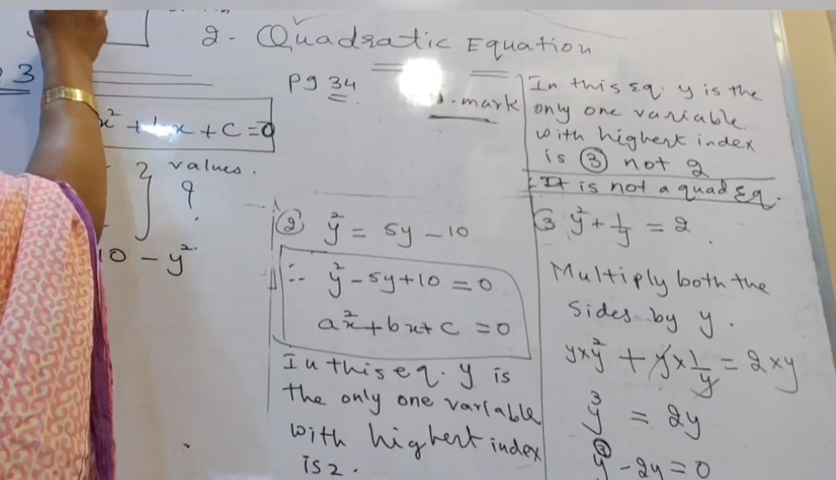 2. Quadratic Equation
3
Pg 34
mark
x² + bx + c = 0
values.
?
10 - y²
② y² = 5y - 10
∴ y² - 5y + 10 = 0
ax² + bx + c = 0
In this eq. y is
the only one variable
with highest index
is 2.
In this Eq. y is the
only one variable
with highest index
is ③ not 2
∴ It is not a quad Eq.
③ y² + 1/y = 2
Multiply both the
sides by y.
y × y² + y × 1/y = 2 × y
y³ = 2y
y³ - 2y = 0